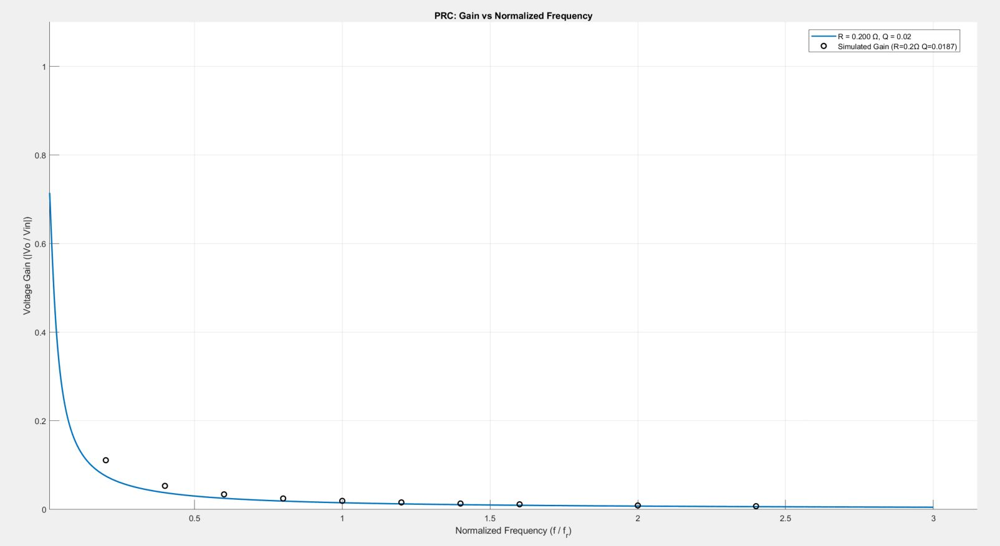 PRC: Gain vs Normalized Frequency
R = 0.200 Ω, Q = 0.02
Simulated Gain (R=0.2Ω Q=0.0187)
Voltage Gain (|Vo / Vin|)
1
0.8
0.6
0.4
0.2
0
0.5
1
1.5
2
2.5
3
Normalized Frequency (f / fr)